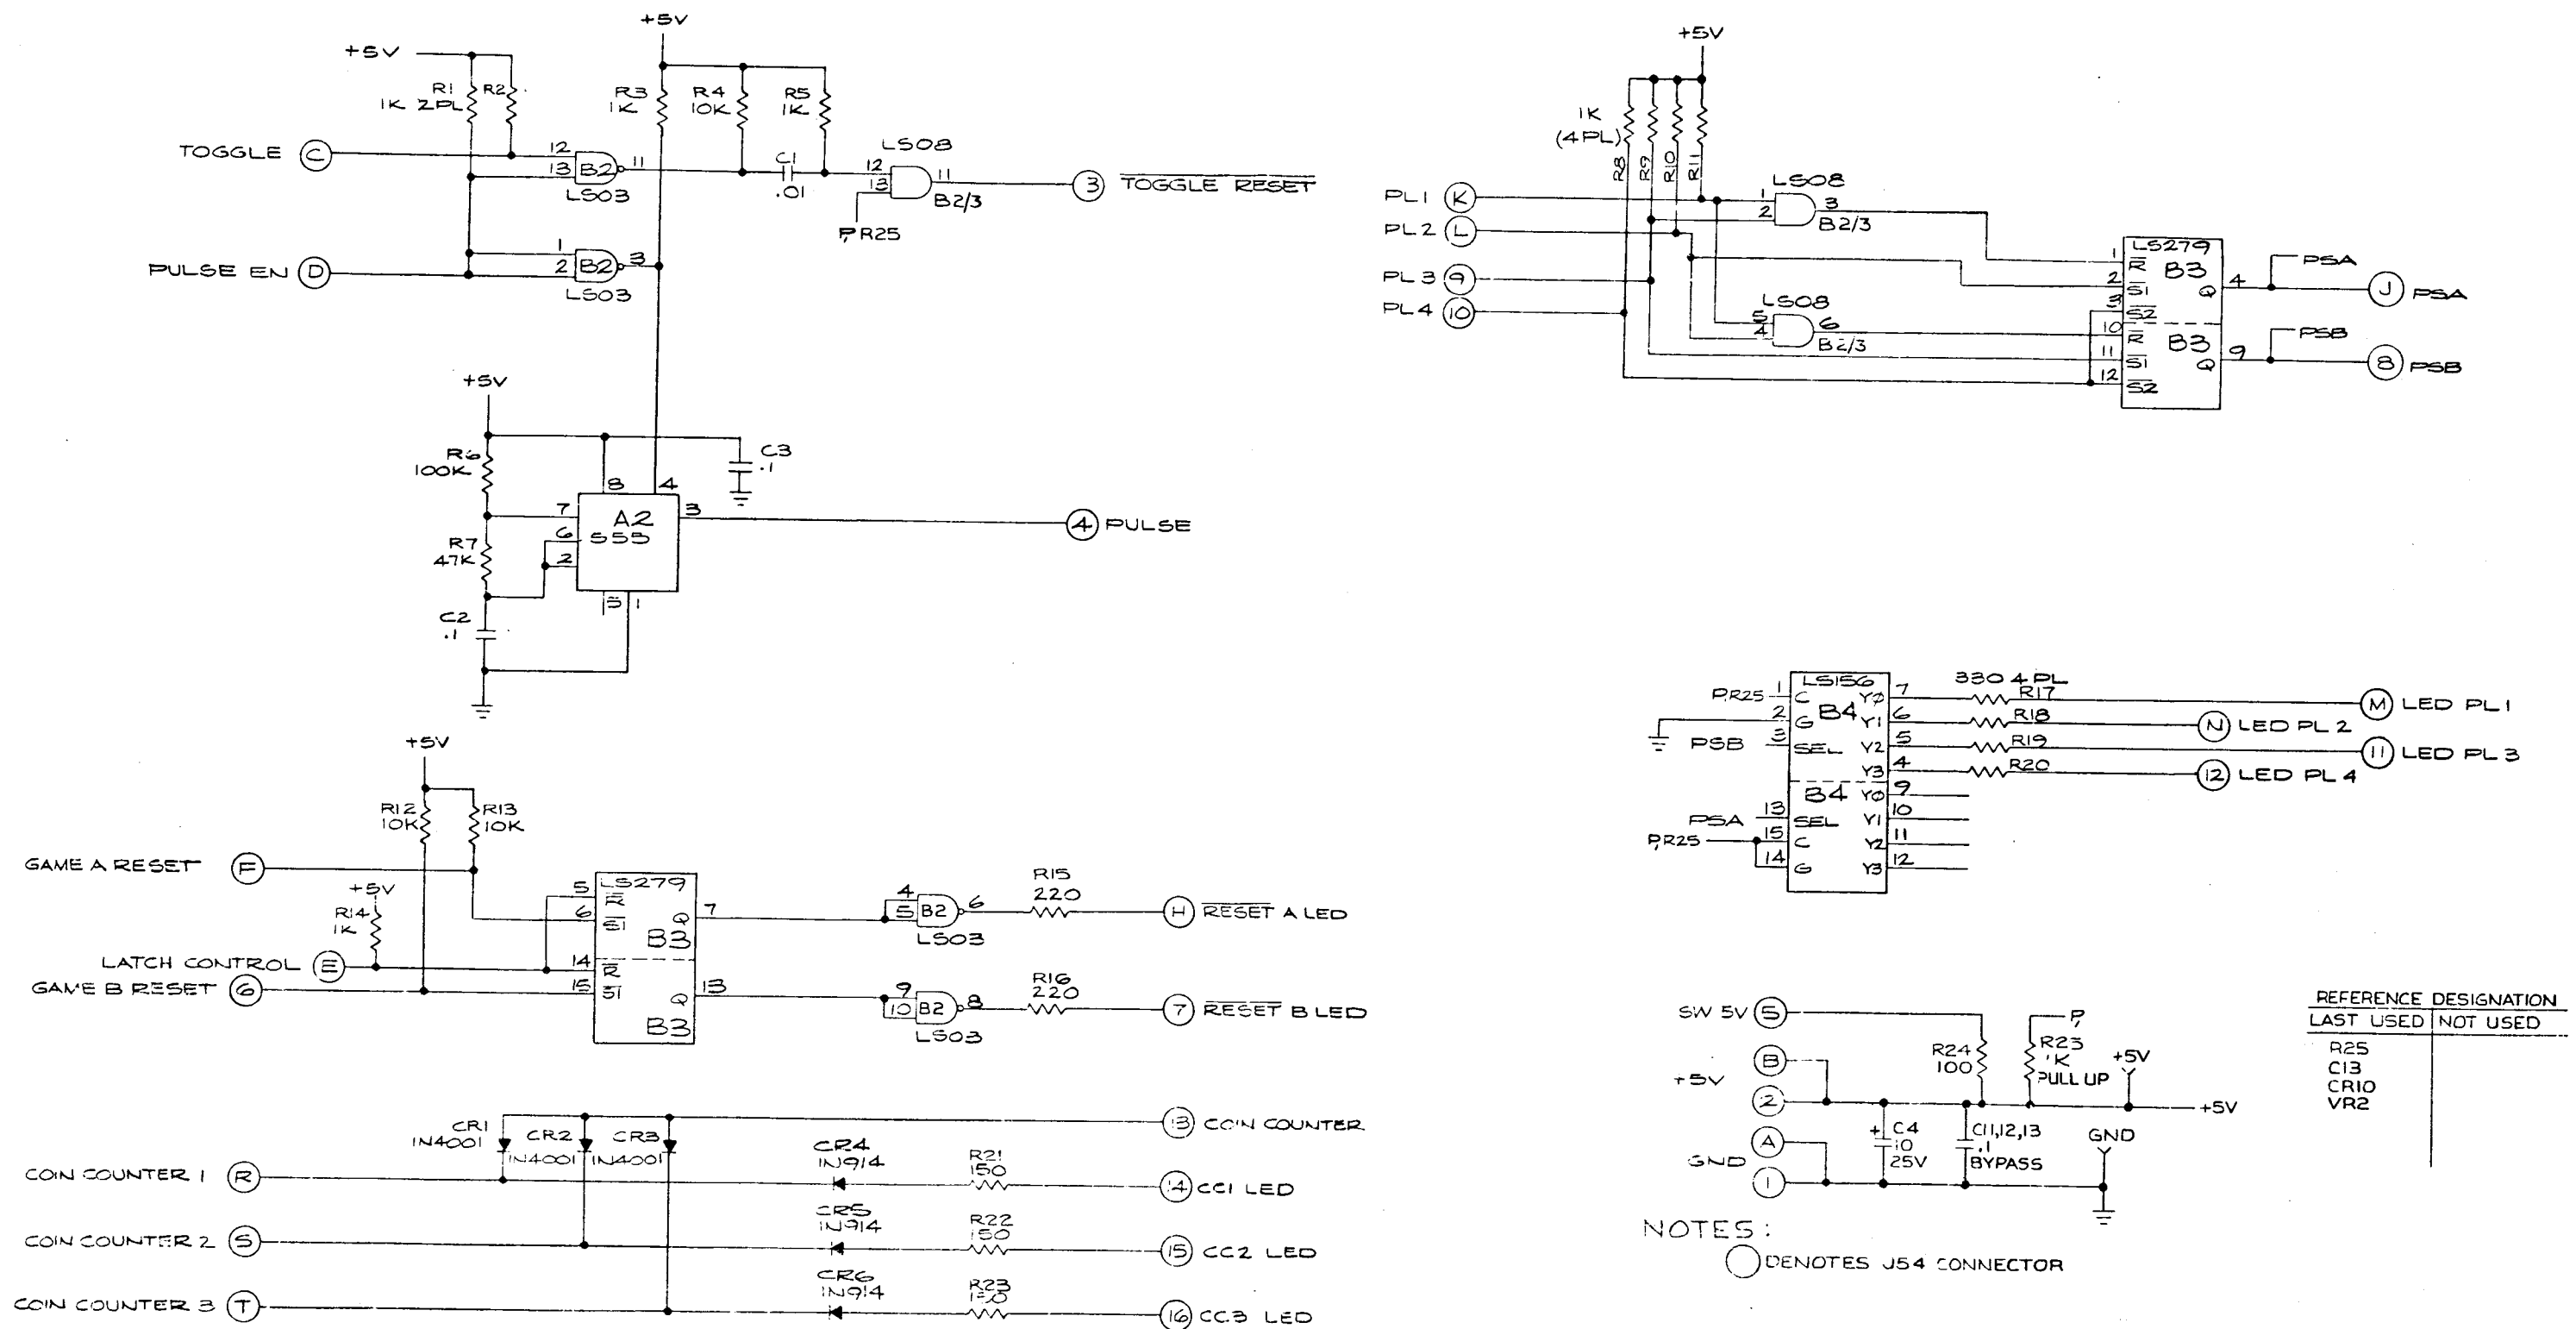 +5V
R1
1K 2PL
R2
TOGGLE C
12
13
B2
11
LS03
PULSE EN D
1
2
B2
3
LS03
+5V
R3
1K
R4
10K
R5
1K
C1
.01
LS08
12
13
11
B2/3
P,R25
3 TOGGLE RESET
+5V
R6
100K
R7
47K
C2
.1
C3
.1
8
4
7
6
2
A2
555
3
5
1
4 PULSE
+5V
R12
10K
R13
10K
GAME A RESET F
+5V
R14
1K
LATCH CONTROL E
GAME B RESET 6
LS279
5
R
6
S1
Q
7
B3
14
R
15
S1
Q
13
B3
4
5
B2
6
LS03
R15
220
H RESET A LED
9
10
B2
8
LS03
R16
220
7 RESET B LED
CR1
1N4001
CR2
1N4001
CR3
1N4001
13 COIN COUNTER
COIN COUNTER 1 R
CR4
1N914
R21
150
14 CC1 LED
COIN COUNTER 2 S
CR5
1N914
R22
150
15 CC2 LED
COIN COUNTER 3 T
CR6
1N914
R23
16 CC3 LED
+5V
1K
(4PL)
R8
R9
R10
R11
PL1 K
PL2 L
PL3 9
PL4 10
LS08
1
2
3
B2/3
LS08
5
4
6
B2/3
LS279
1
R
B3
2
S1
Q
4
3
S2
10
R
B3
11
S1
Q
9
12
S2
PSA
J PSA
PSB
8 PSB
LS156
P,R25
1
C
Y0
7
330 4 PL
R17
M LED PL1
2
G
B4
Y1
6
R18
N LED PL 2
PSB
3
SEL
Y2
5
R19
11 LED PL 3
Y3
4
R20
12 LED PL 4
B4
Y0
9
PSA
13
SEL
Y1
10
P,R25
15
C
Y2
11
14
G
Y3
12
SW 5V 5
R24
100
P,
R23
1K
PULL UP
+5V
+5V
B
2
+5V
A
GND
1
+
C4
10
25V
C11,12,13
.1
BYPASS
GND
REFERENCE DESIGNATION
LAST USED NOT USED
R25
C13
CR10
VR2
NOTES:
DENOTES J54 CONNECTOR